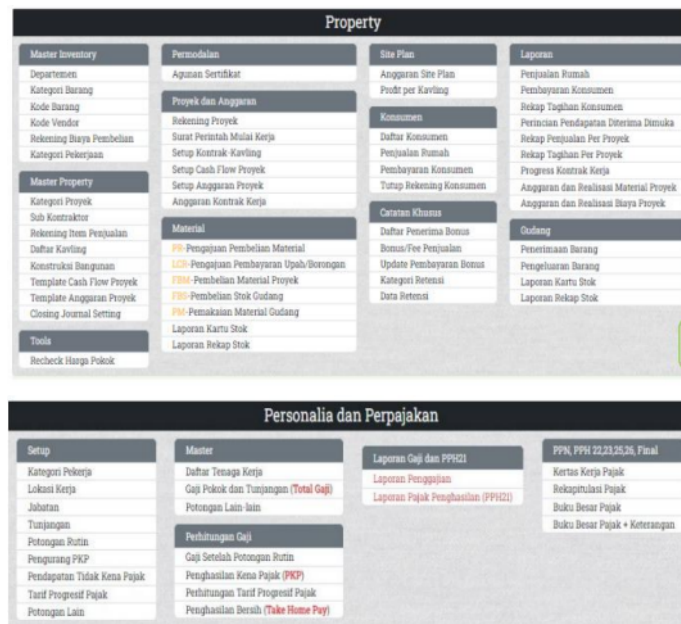 Property
Master Inventory
Departemen
Kategori Barang
Kode Barang
Kode Vendor
Rekening Biaya Pembelian
Kategori Pekerjaan
Master Property
Kategori Proyek
Sub Kontraktor
Rekening Item Penjualan
Daftar Kavling
Konstruksi Bangunan
Template Cash Flow Proyek
Template Anggaran Proyek
Closing Journal Setting
Tools
Recheck Harga Pokok
Permodalan
Agunan Sertifikat
Proyek dan Anggaran
Rekening Proyek
Surat Perintah Mulai Kerja
Setup Kontrak-Kavling
Setup Cash Flow Proyek
Setup Anggaran Proyek
Anggaran Kontrak Kerja
Material
PR-Pengajuan Pembelian Material
LCR-Pengajuan Pembayaran Upah/Borongan
FBM-Pembelian Material Proyek
FBS-Pembelian Stok Gudang
PM-Pemakaian Material Gudang
Laporan Kartu Stok
Laporan Rekap Stok
Site Plan
Anggaran Site Plan
Profit per Kavling
Konsumen
Daftar Konsumen
Penjualan Rumah
Pembayaran Konsumen
Tutup Rekening Konsumen
Catatan Khusus
Daftar Penerima Bonus
Bonus/Fee Penjualan
Update Pembayaran Bonus
Kategori Retensi
Data Retensi
Laporan
Penjualan Rumah
Pembayaran Konsumen
Rekap Tagihan Konsumen
Perincian Pendapatan Diterima Dimuka
Rekap Penjualan Per Proyek
Rekap Tagihan Per Proyek
Progress Kontrak Kerja
Anggaran dan Realisasi Material Proyek
Anggaran dan Realisasi Biaya Proyek
Gudang
Penerimaan Barang
Pengeluaran Barang
Laporan Kartu Stok
Laporan Rekap Stok
Personalia dan Perpajakan
Setup
Kategori Pekerja
Lokasi Kerja
Jabatan
Tunjangan
Potongan Rutin
Pengurang PKP
Pendapatan Tidak Kena Pajak
Tarif Progresif Pajak
Potongan Lain
Master
Daftar Tenaga Kerja
Gaji Pokok dan Tunjangan (Total Gaji)
Potongan Lain-lain
Perhitungan Gaji
Gaji Setelah Potongan Rutin
Penghasilan Kena Pajak (PKP)
Perhitungan Tarif Progresif Pajak
Penghasilan Bersih (Take Home Pay)
Laporan Gaji dan PPH21
Laporan Penggajian
Laporan Pajak Penghasilan (PPH21)
PPN, PPH 22,23,25,26, Final
Kertas Kerja Pajak
Rekapitulasi Pajak
Buku Besar Pajak
Buku Besar Pajak + Keterangan